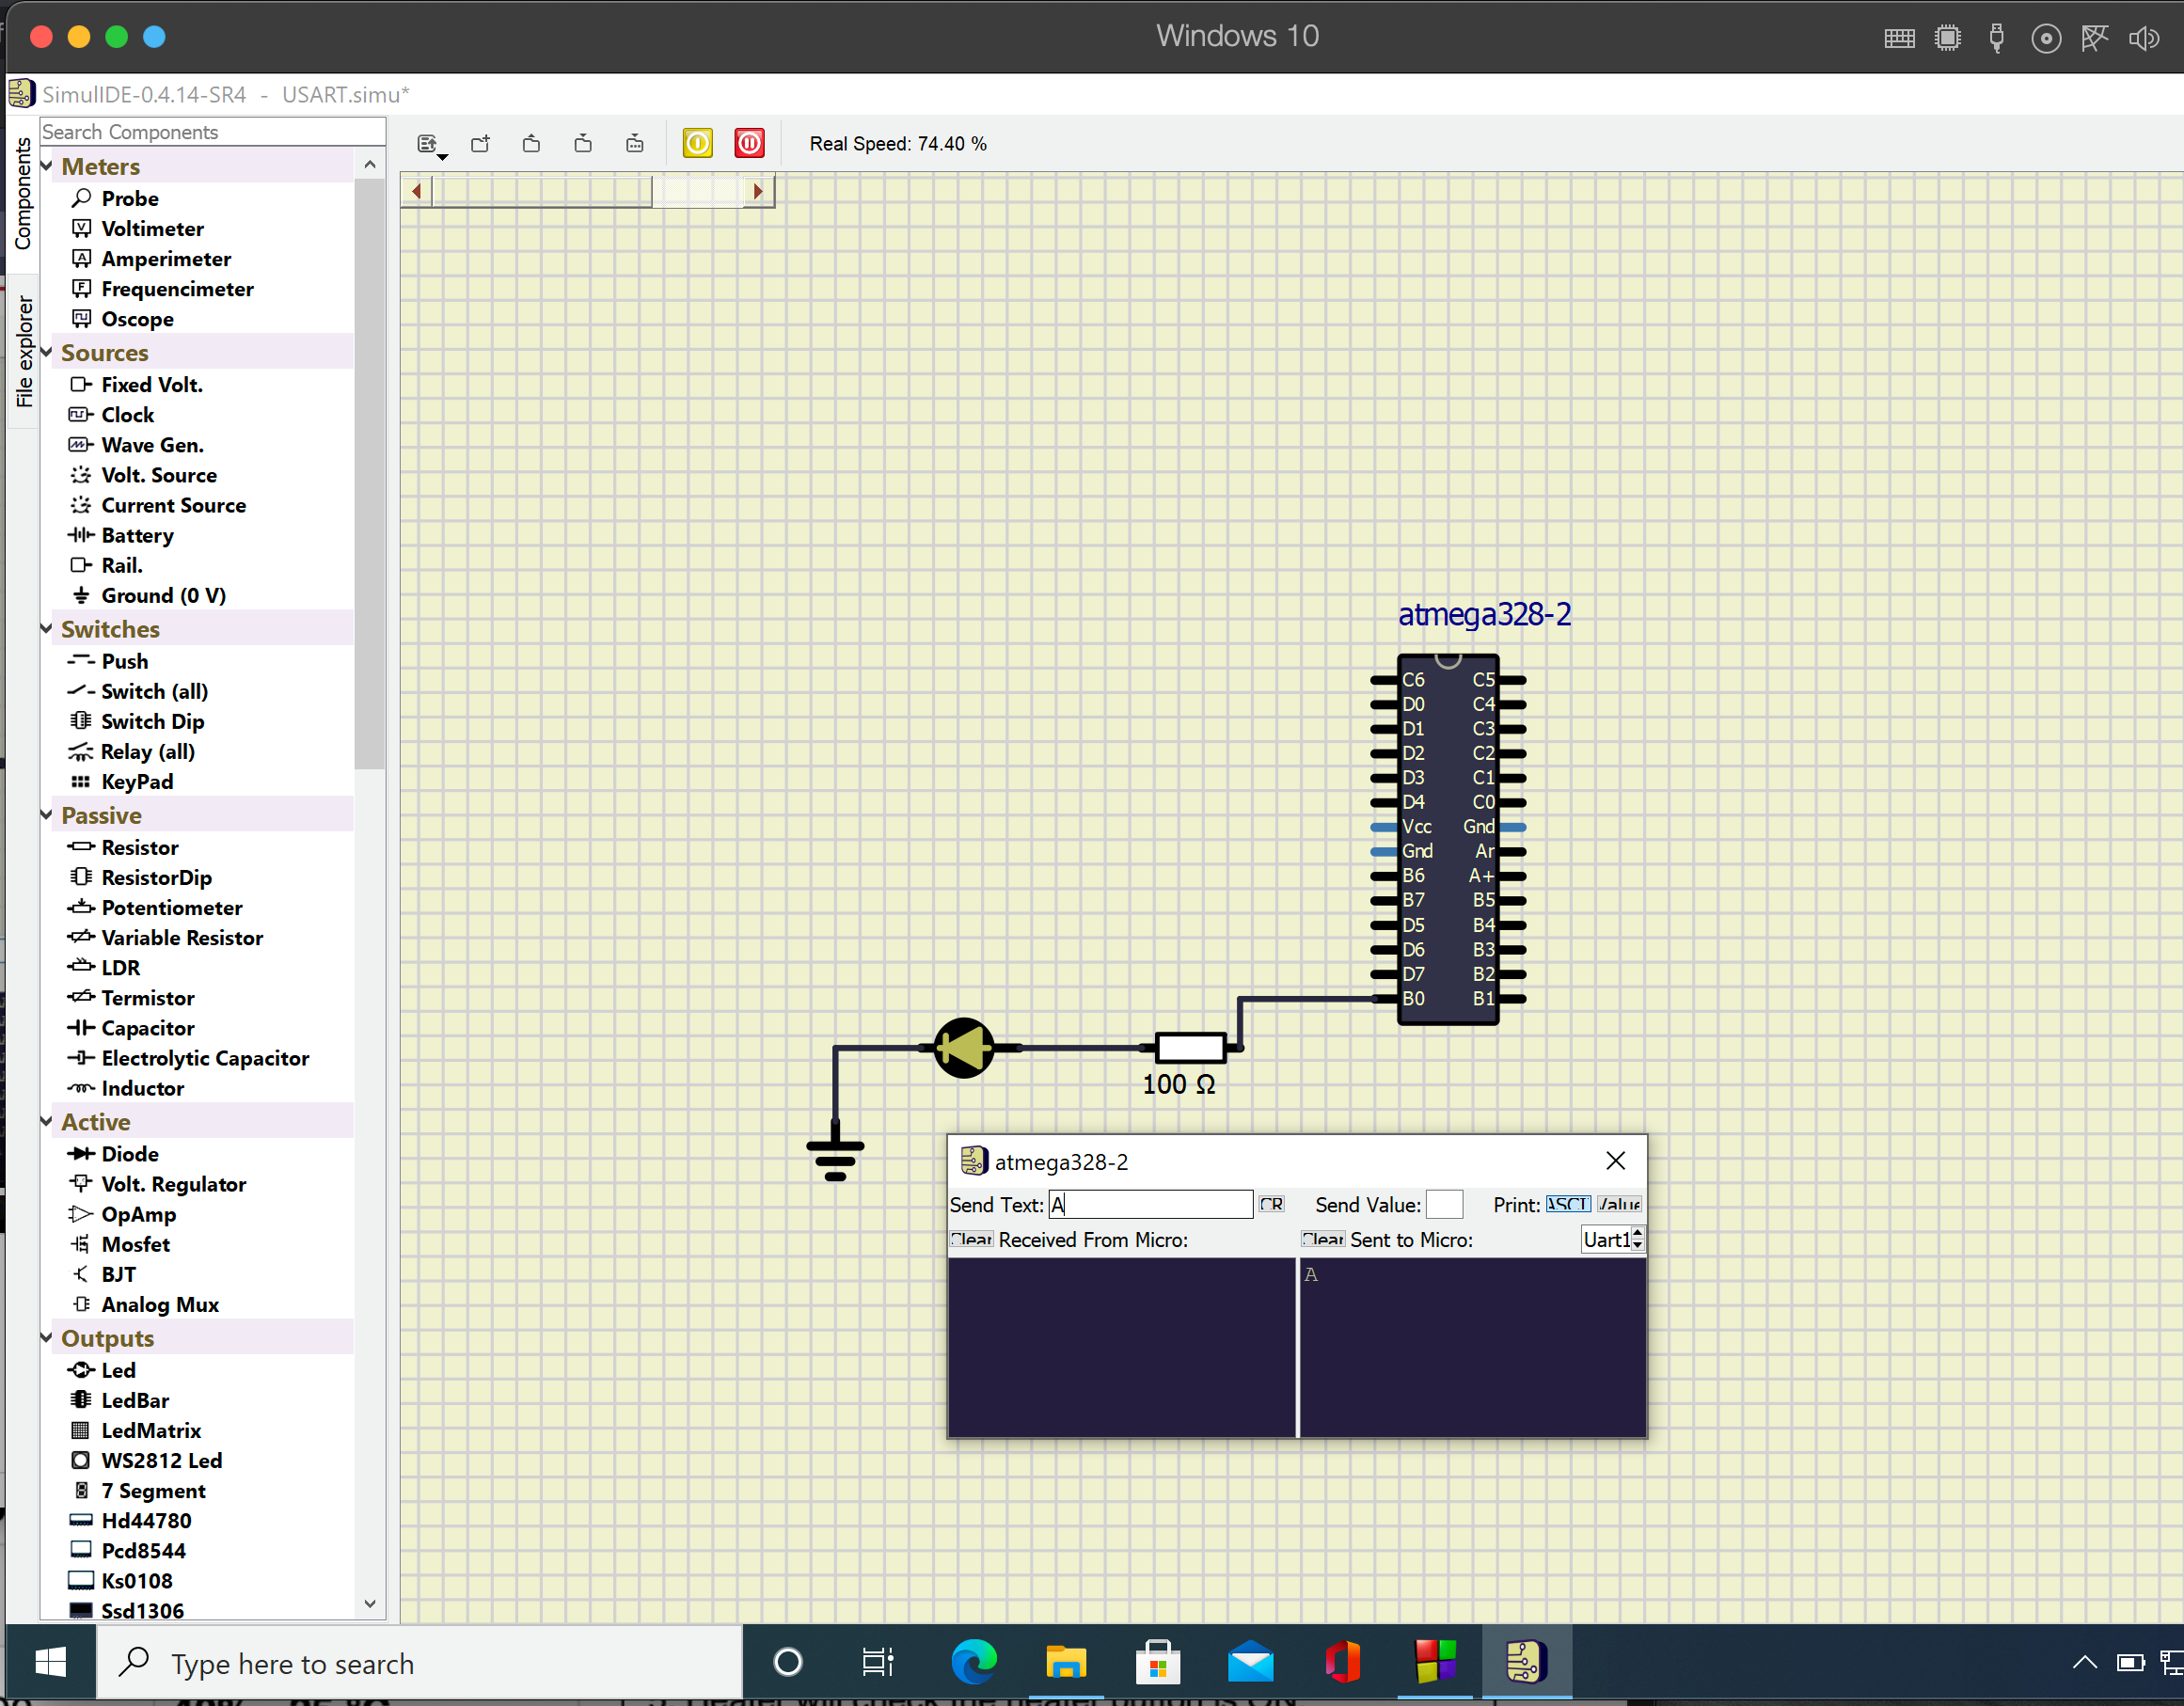 Windows 10
SimulIDE-0.4.14-SR4 - USART.simu*
Components
File explorer
Search Components
Real Speed: 74.40 %
Meters
Probe
Voltimeter
Amperimeter
Frequencimeter
Oscope
Sources
Fixed Volt.
Clock
Wave Gen.
Volt. Source
Current Source
Battery
Rail.
Ground (0 V)
Switches
Push
Switch (all)
Switch Dip
Relay (all)
KeyPad
Passive
Resistor
ResistorDip
Potentiometer
Variable Resistor
LDR
Termistor
Capacitor
Electrolytic Capacitor
Inductor
Active
Diode
Volt. Regulator
OpAmp
Mosfet
BJT
Analog Mux
Outputs
Led
LedBar
LedMatrix
WS2812 Led
7 Segment
Hd44780
Pcd8544
Ks0108
Ssd1306
atmega328-2
C6 C5
D0 C4
D1 C3
D2 C2
D3 C1
D4 C0
Vcc Gnd
Gnd Ar
B6 A+
B7 B5
D5 B4
D6 B3
D7 B2
B0 B1
100 Ω
atmega328-2
Send Text: A CR Send Value: Print: ASCI Value
Clear Received From Micro: Clear Sent to Micro: Uart1
A
Type here to search